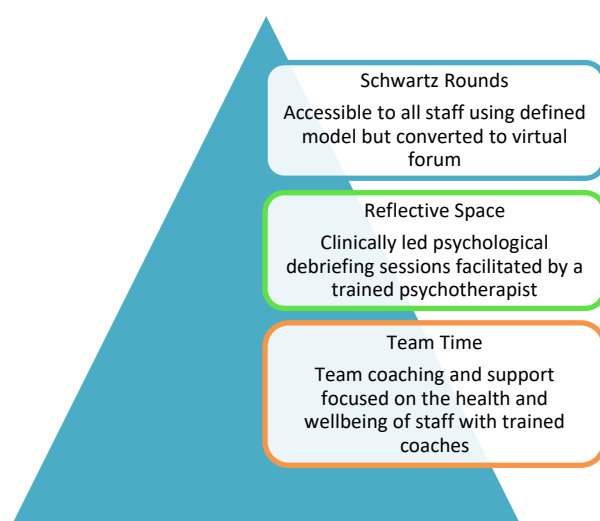 Schwartz Rounds
Accessible to all staff using defined
model but converted to virtual
forum
Reflective Space
Clinically led psychological
debriefing sessions facilitated by a
trained psychotherapist
Team Time
Team coaching and support
focused on the health and
wellbeing of staff with trained
coaches